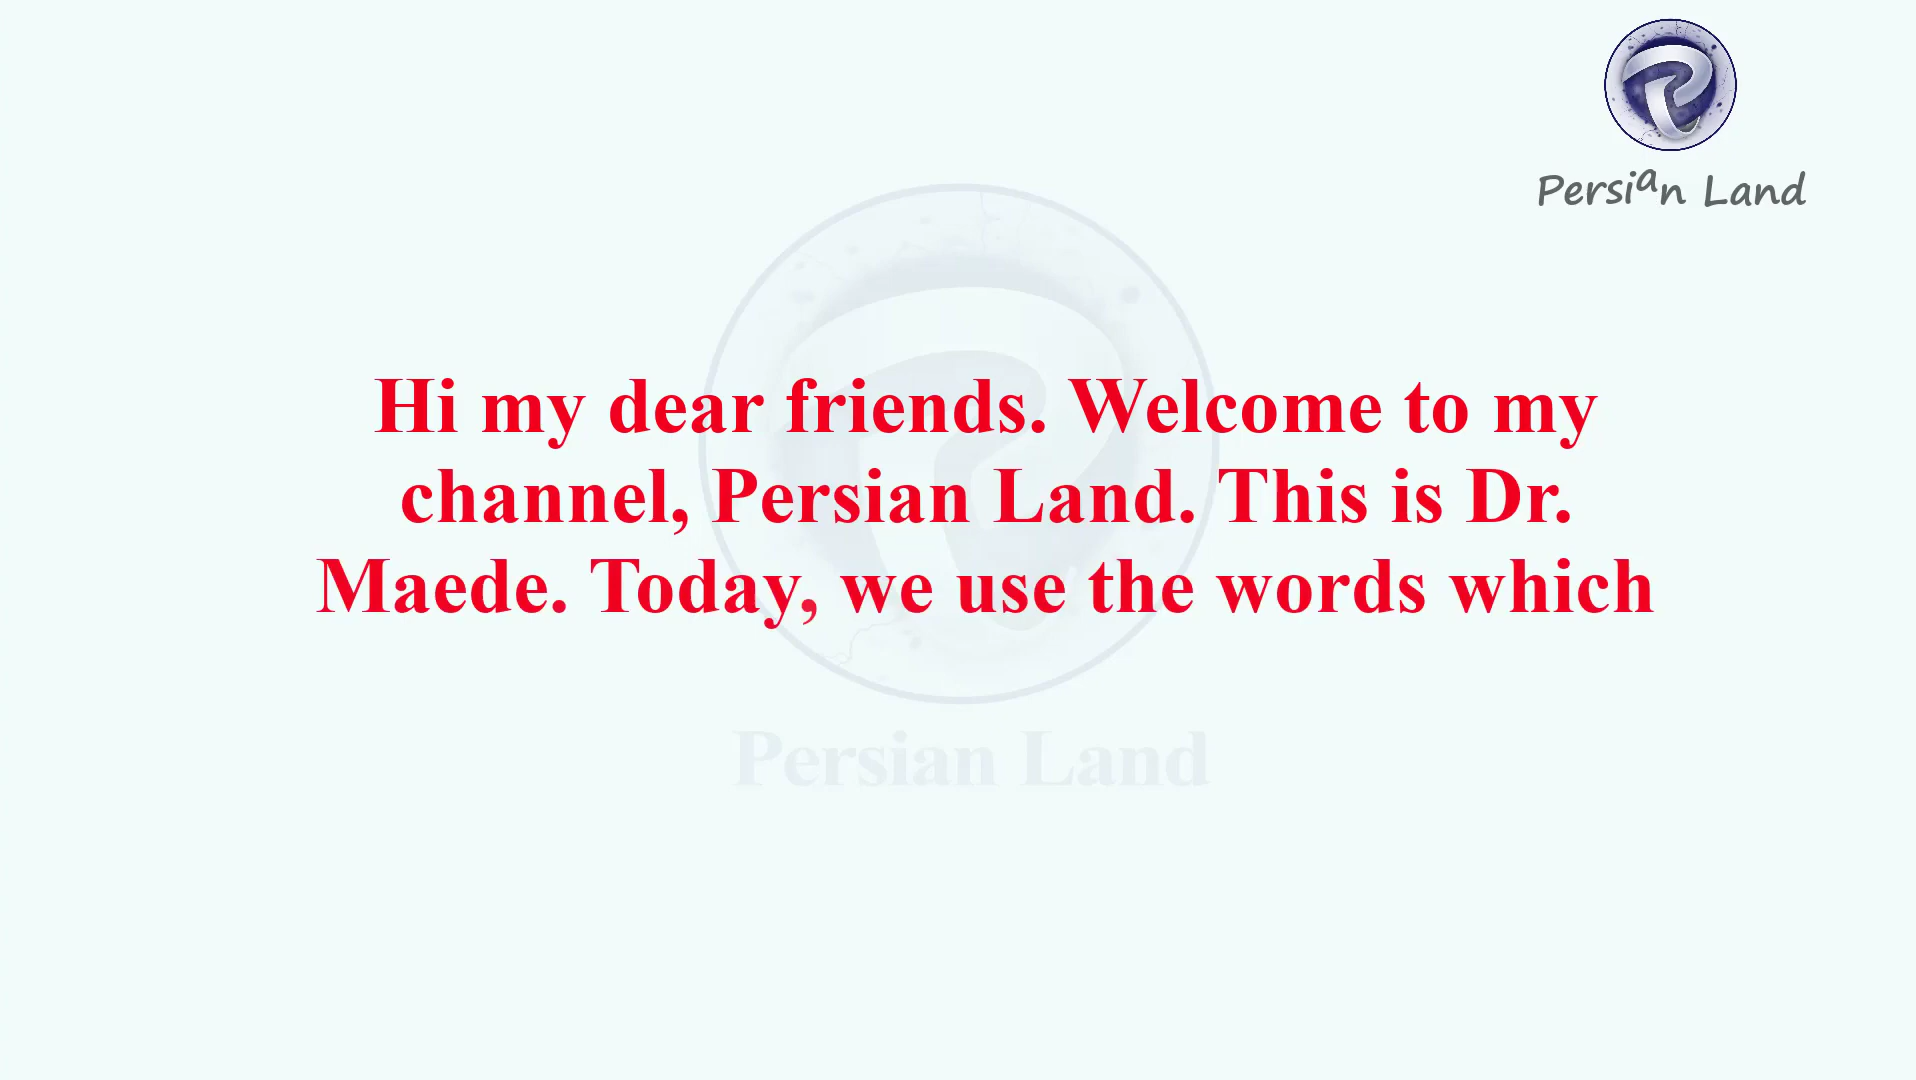 Persian Land
Hi my dear friends. Welcome to my
channel, Persian Land. This is Dr.
Maede. Today, we use the words which
Persian Land